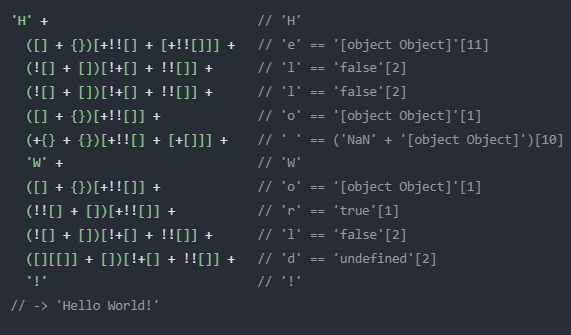 'H' + // 'H'
([] + {})[+!![] + [+!![]]] + // 'e' == '[object Object]'[11]
(![] + [])[!+[] + !![]] + // 'l' == 'false'[2]
(![] + [])[!+[] + !![]] + // 'l' == 'false'[2]
([] + {})[+!![]] + // 'o' == '[object Object]'[1]
(+{} + {})[+!![] + [+[]]] + // ' ' == ('NaN' + '[object Object]')[10]
'W' + // 'W'
([] + {})[+!![]] + // 'o' == '[object Object]'[1]
(!![] + [])[+!![]] + // 'r' == 'true'[1]
(![] + [])[!+[] + !![]] + // 'l' == 'false'[2]
([][[]] + [])[!+[] + !![]] + // 'd' == 'undefined'[2]
'!' // '!'
// -> 'Hello World!'